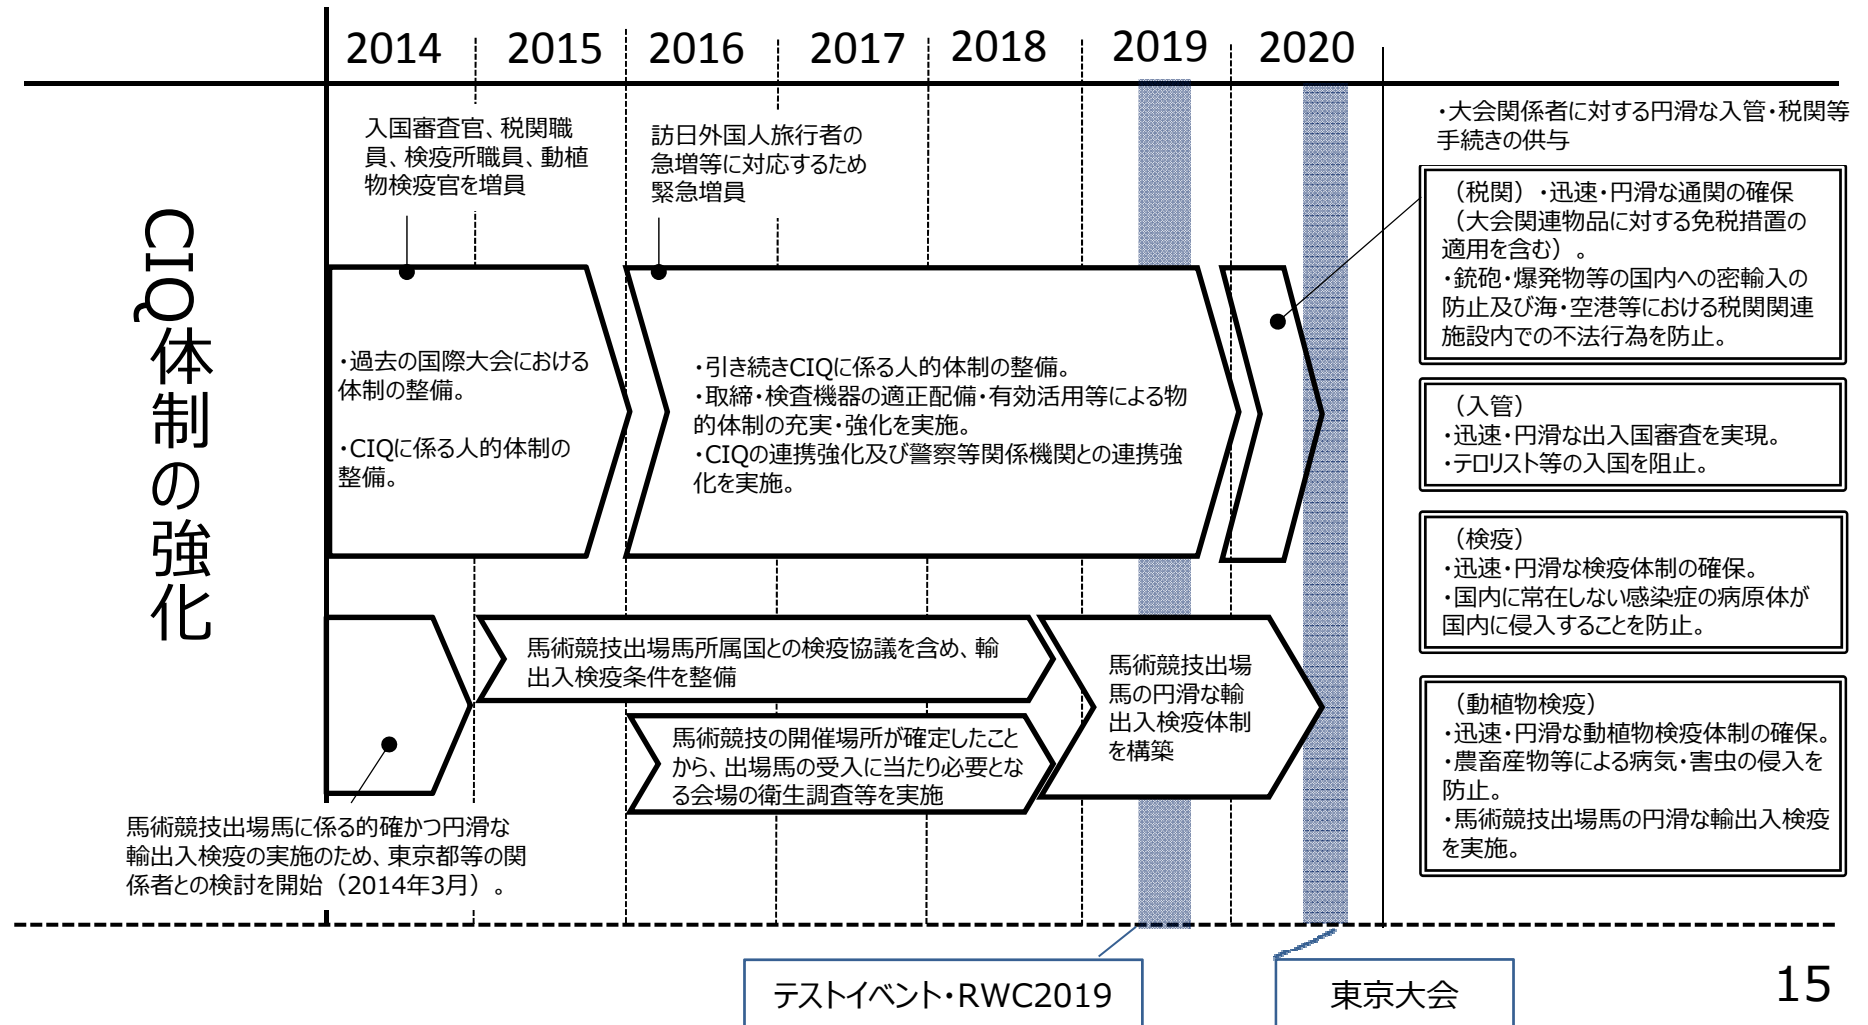 2014 2015 2016 2017 2018 2019 2020
CIQ体制の強化
入国審査官、税関職
員、検疫所職員、動植
物検疫官を増員
訪日外国人旅行者の
急増等に対応するため
緊急増員
・過去の国際大会における
体制の整備。
・CIQに係る人的体制の
整備。
・引き続きCIQに係る人的体制の整備。
・取締・検査機器の適正配備・有効活用等による物
的体制の充実・強化を実施。
・CIQの連携強化及び警察等関係機関との連携強
化を実施。
馬術競技出場馬所属国との検疫協議を含め、輸
出入検疫条件を整備
馬術競技の開催場所が確定したこと
から、出場馬の受入に当たり必要とな
る会場の衛生調査等を実施
馬術競技出場
馬の円滑な輸
出入検疫体制
を構築
馬術競技出場馬に係る的確かつ円滑な
輸出入検疫の実施のため、東京都等の関
係者との検討を開始（2014年3月）。
・大会関係者に対する円滑な入管・税関等
手続きの供与
（税関）・迅速・円滑な通関の確保
（大会関連物品に対する免税措置の
適用を含む）。
・銃砲・爆発物等の国内への密輸入の
防止及び海・空港等における税関関連
施設内での不法行為を防止。
（入管）
・迅速・円滑な出入国審査を実現。
・テロリスト等の入国を阻止。
（検疫）
・迅速・円滑な検疫体制の確保。
・国内に常在しない感染症の病原体が
国内に侵入することを防止。
（動植物検疫）
・迅速・円滑な動植物検疫体制の確保。
・農畜産物等による病気・害虫の侵入を
防止。
・馬術競技出場馬の円滑な輸出入検疫
を実施。
テストイベント・RWC2019
東京大会
15